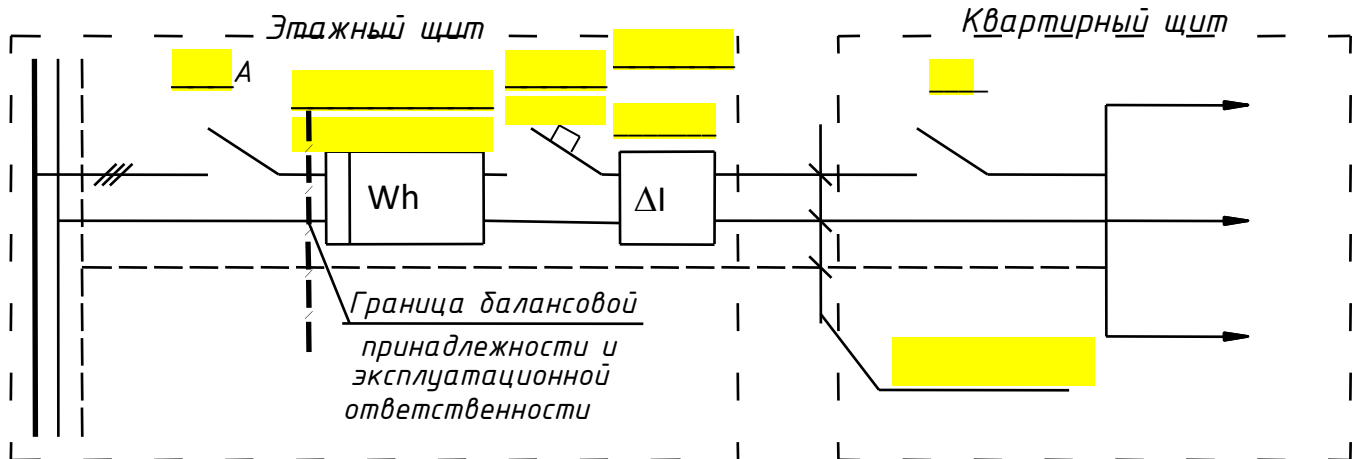 Этажный щит
Квартирный щит
А
Wh
ΔI
Граница балансовой
принадлежности и
эксплуатационной
ответственности